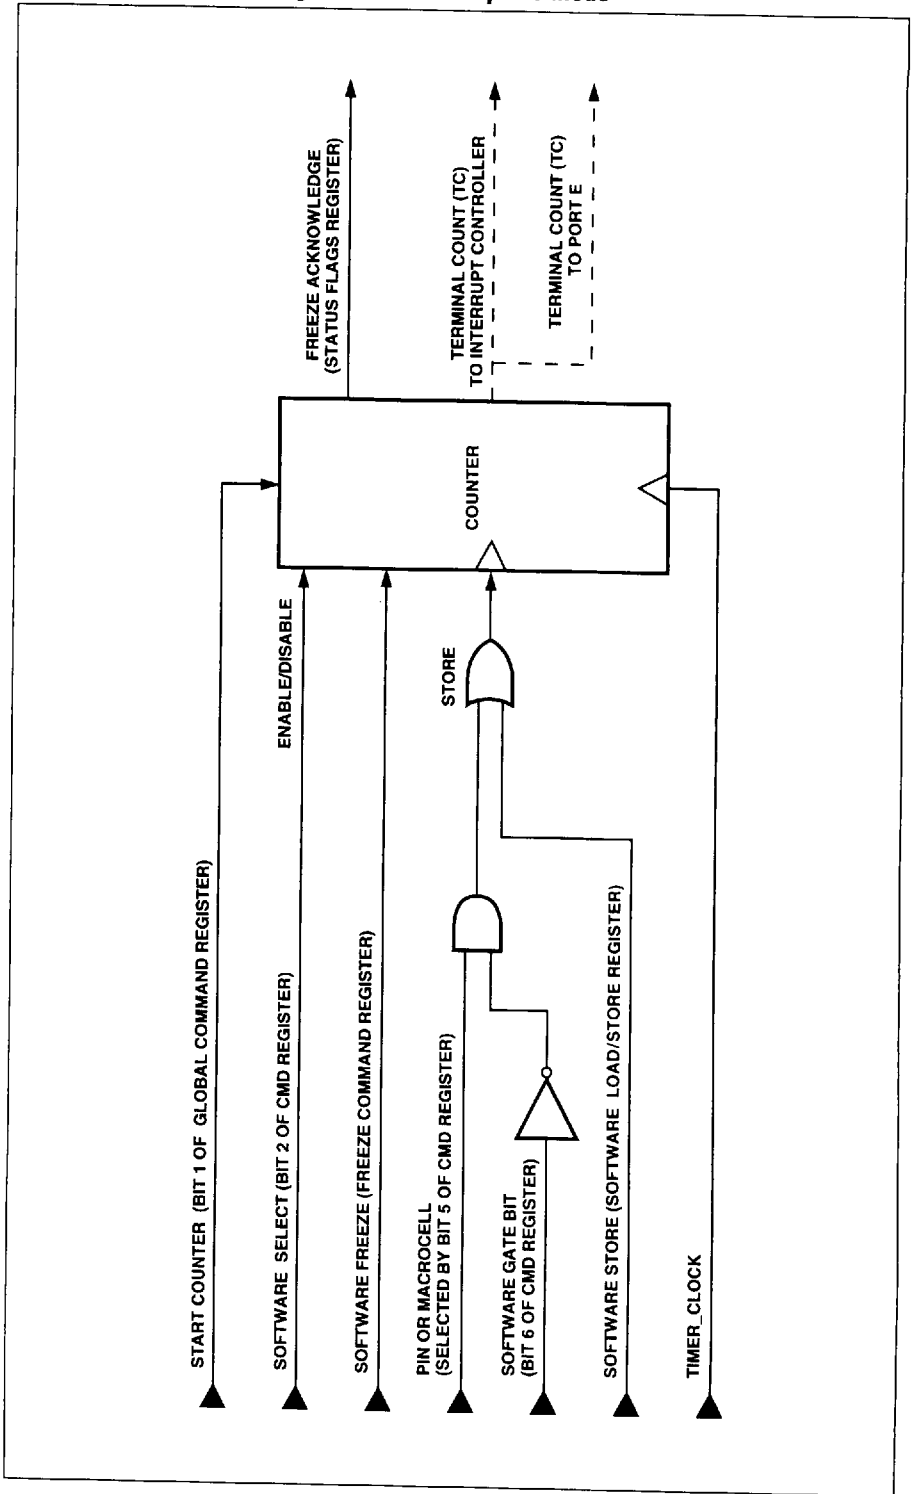 START COUNTER (BIT 1 OF GLOBAL COMMAND REGISTER)
SOFTWARE SELECT (BIT 2 OF CMD REGISTER)
ENABLE/DISABLE
SOFTWARE FREEZE (FREEZE COMMAND REGISTER)
PIN OR MACROCELL
(SELECTED BY BIT 5 OF CMD REGISTER)
SOFTWARE GATE BIT
(BIT 6 OF CMD REGISTER)
SOFTWARE STORE (SOFTWARE LOAD/STORE REGISTER)
TIMER_CLOCK
STORE
COUNTER
FREEZE ACKNOWLEDGE
(STATUS FLAGS REGISTER)
TERMINAL COUNT (TC)
TO INTERRUPT CONTROLLER
TERMINAL COUNT (TC)
TO PORT E